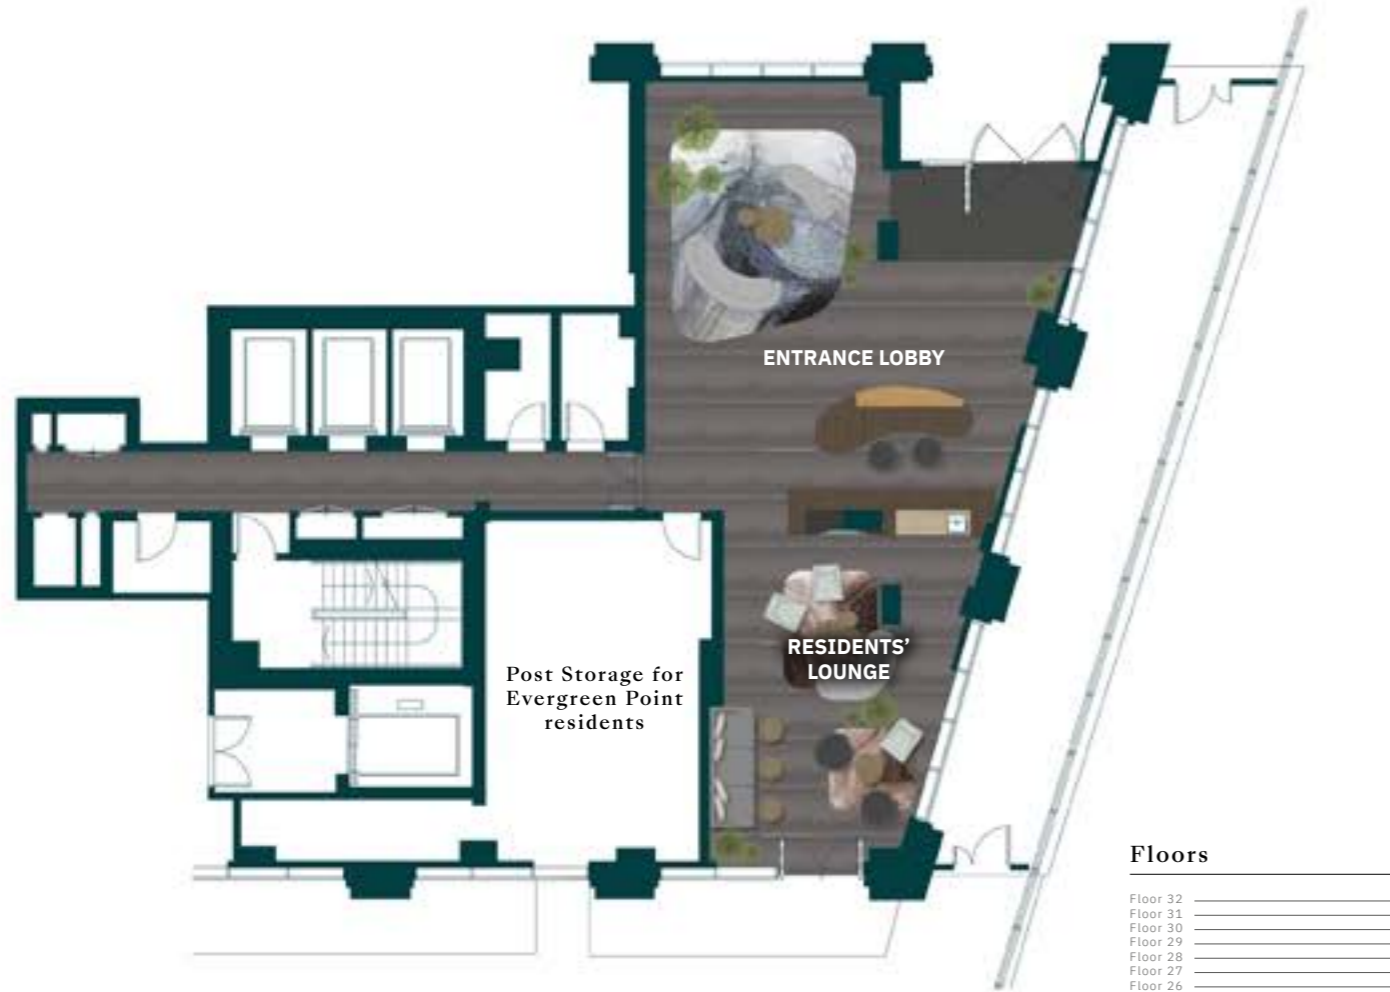 ENTRANCE LOBBY
RESIDENTS’
LOUNGE
Post Storage for
Evergreen Point
residents
Floors
Floor 32
Floor 31
Floor 30
Floor 29
Floor 28
Floor 27
Floor 26